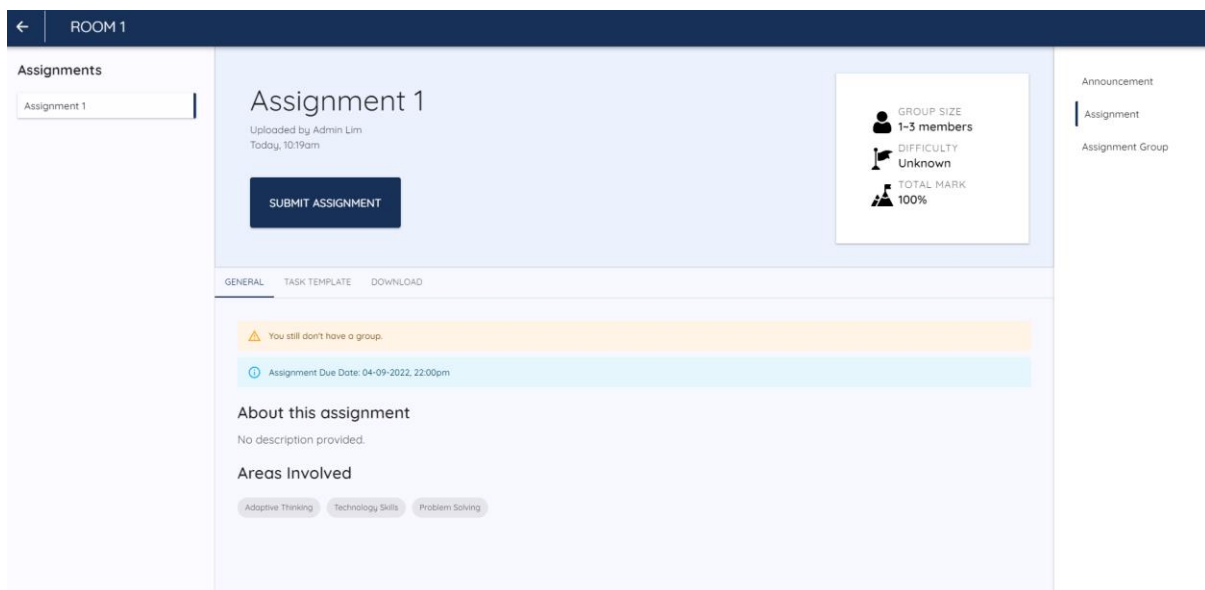 ROOM 1
Assignments
Assignment 1
Assignment 1
Uploaded by Admin Lim
Today, 10:19am
SUBMIT ASSIGNMENT
GROUP SIZE
1-3 members
DIFFICULTY
Unknown
TOTAL MARK
100%
Announcement
Assignment
Assignment Group
GENERAL TASK TEMPLATE DOWNLOAD
You still don't have a group.
Assignment Due Date: 04-09-2022, 22:00pm
About this assignment
No description provided.
Areas Involved
Adaptive Thinking Technology Skills Problem Solving